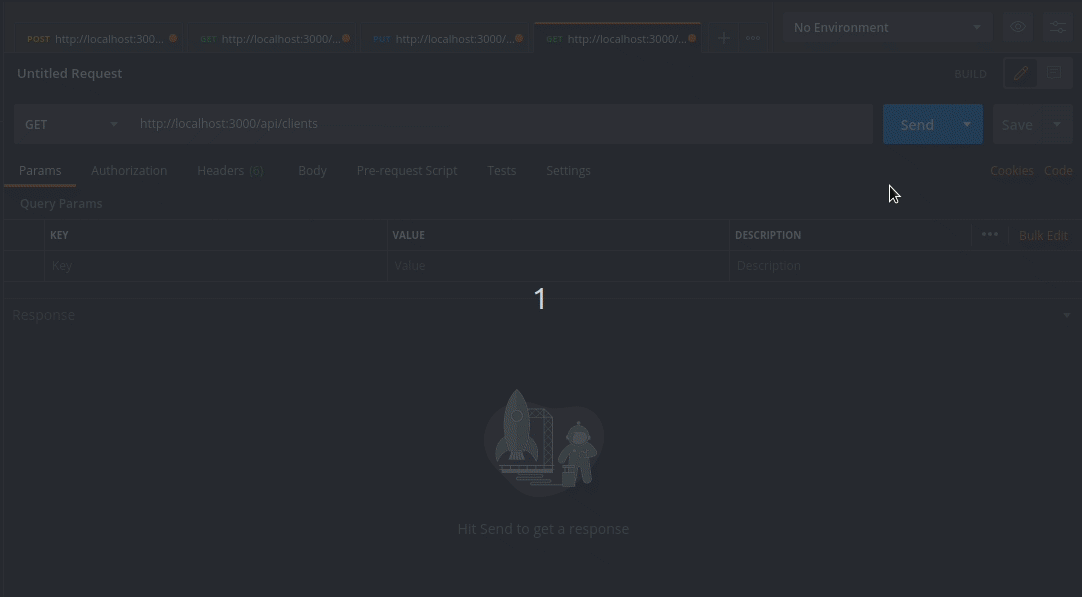 POST http://localhost:300... GET http://localhost:3000/... PUT http://localhost:3000/... GET http://localhost:3000/... No Environment
Untitled Request BUILD
GET http://localhost:3000/api/clients Send Save
Params Authorization Headers (6) Body Pre-request Script Tests Settings Cookies Code
Query Params
KEY VALUE DESCRIPTION Bulk Edit
Key Value Description
1
Response
Hit Send to get a response